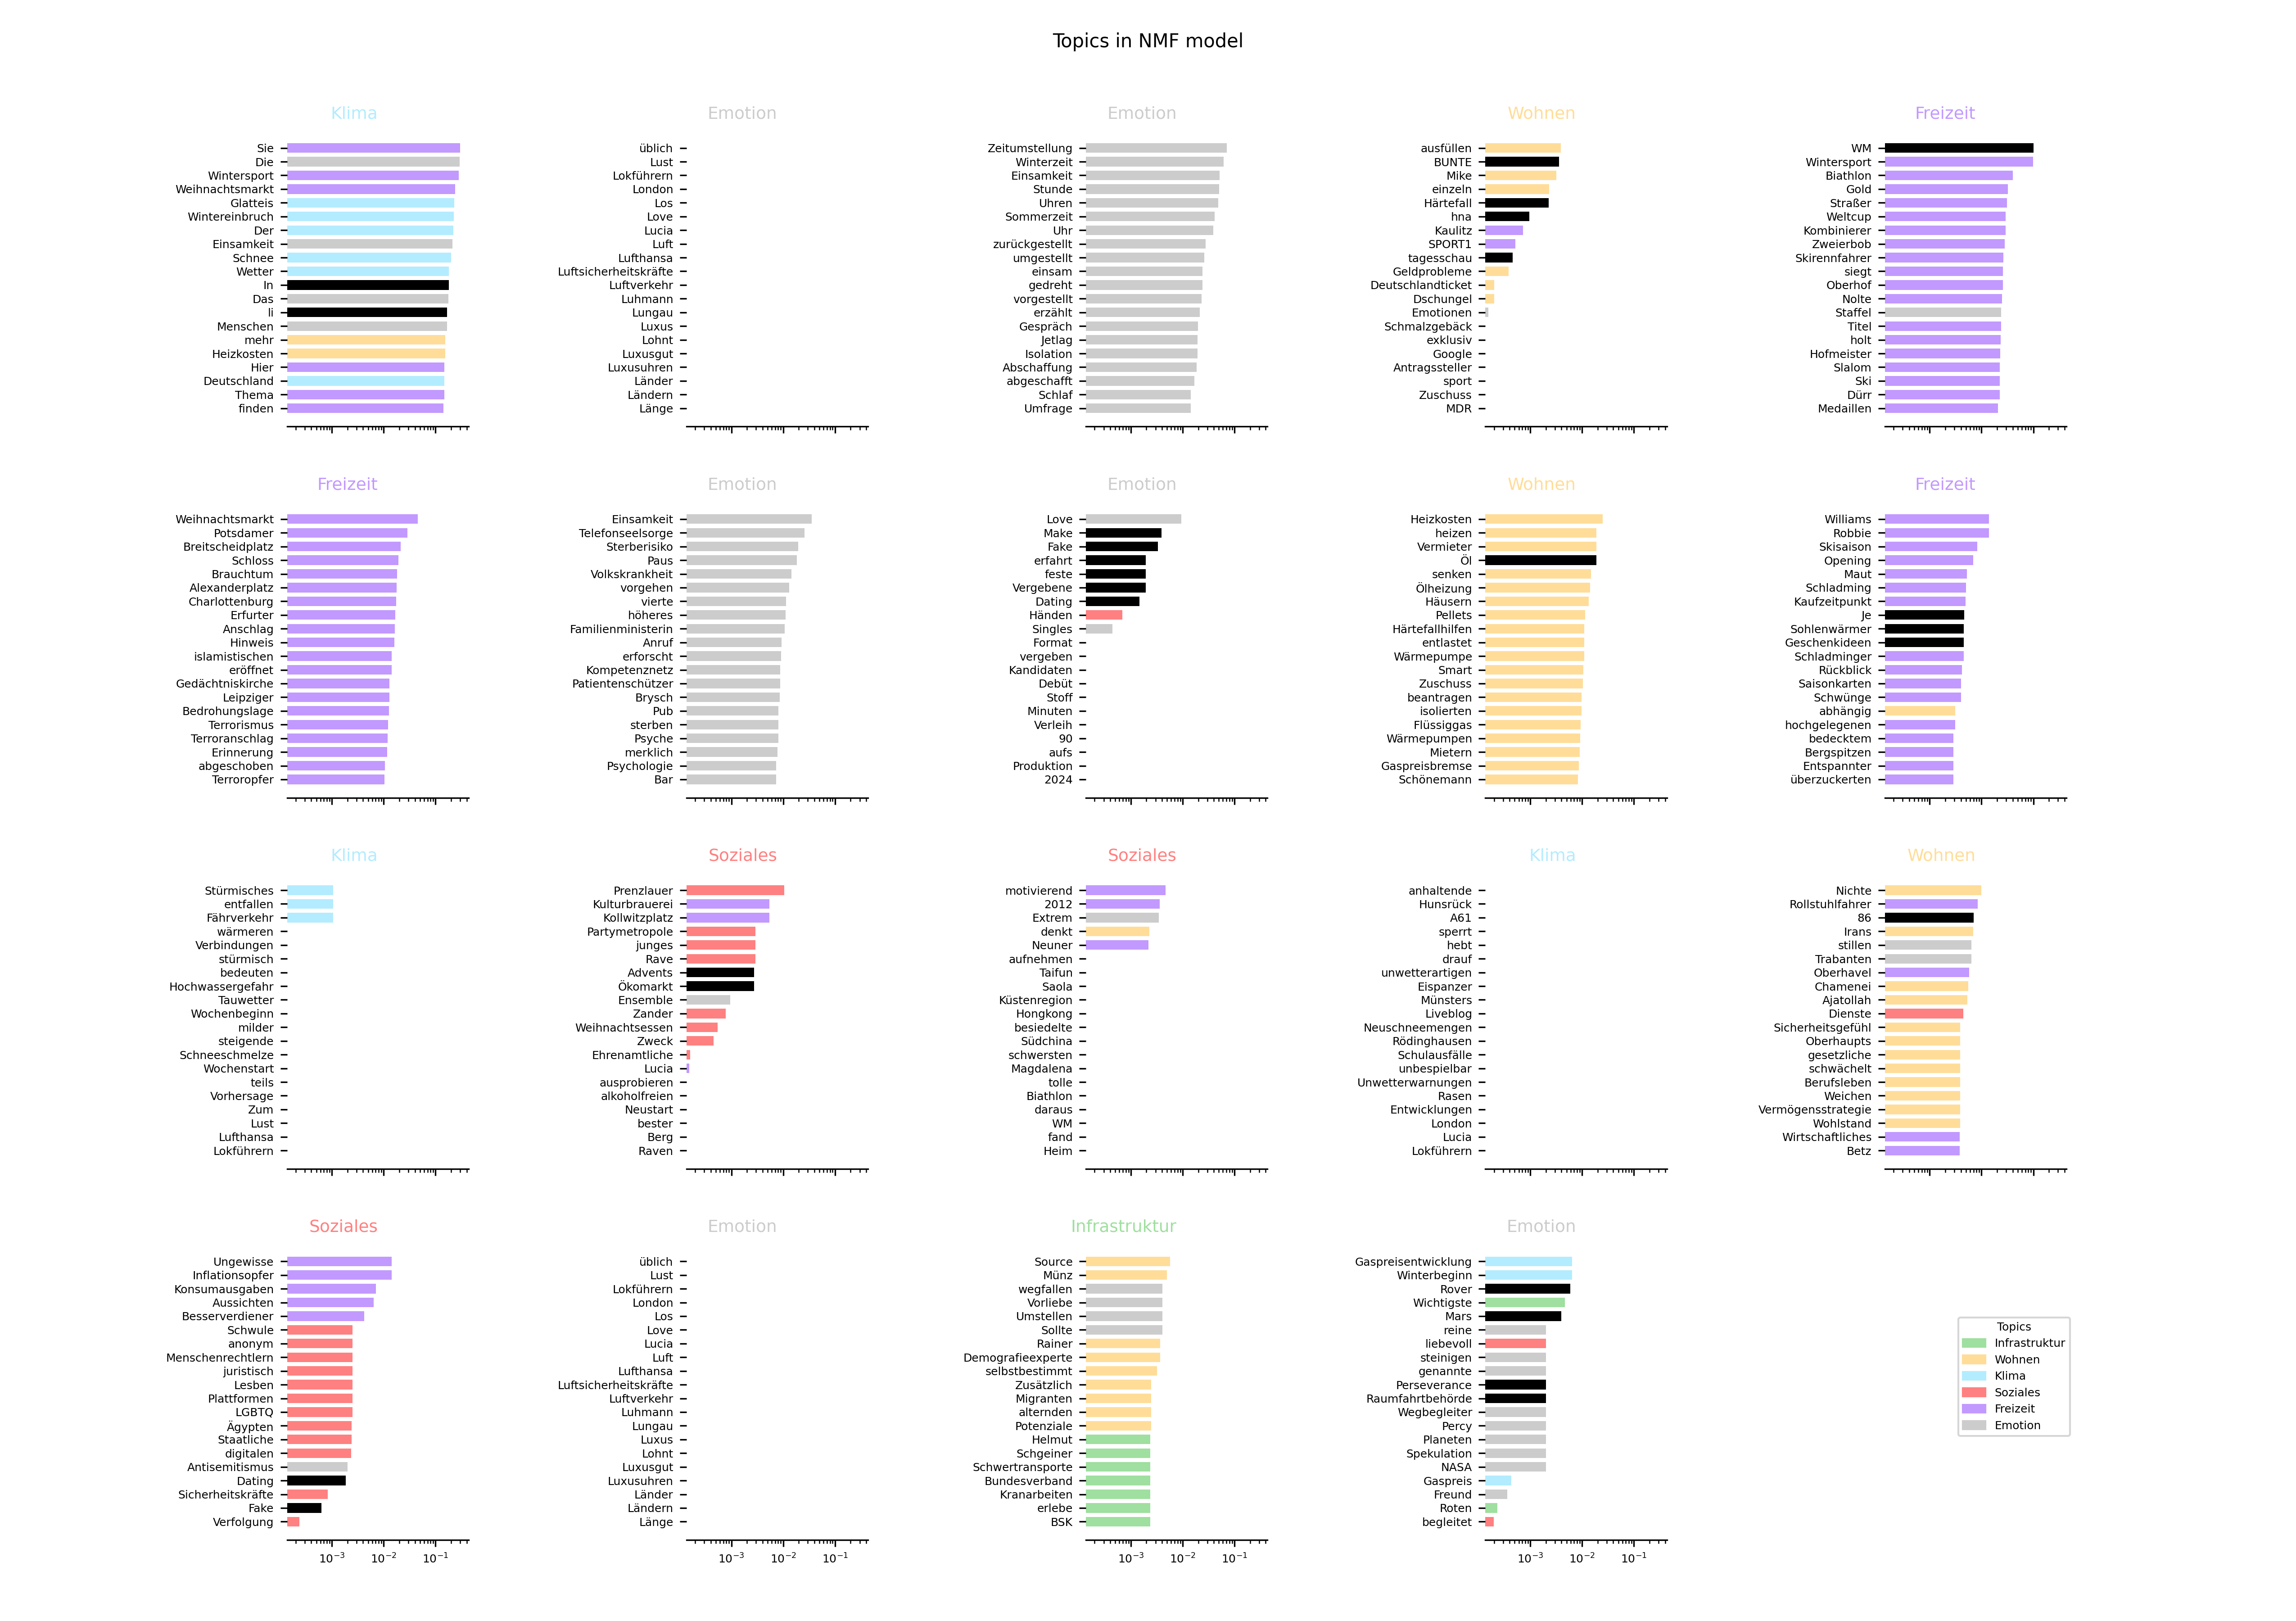 Topics in NMF model
Klima
Sie
Die
Wintersport
Weihnachtsmarkt
Glatteis
Wintereinbruch
Der
Einsamkeit
Schnee
Wetter
In
Das
li
Menschen
mehr
Heizkosten
Hier
Deutschland
Thema
finden
Emotion
üblich
Lust
Lokführern
London
Los
Love
Lucia
Luft
Lufthansa
Luftsicherheitskräfte
Luftverkehr
Luhmann
Lungau
Luxus
Lohnt
Luxusgut
Luxusuhren
Länder
Ländern
Länge
Emotion
Zeitumstellung
Winterzeit
Einsamkeit
Stunde
Uhren
Sommerzeit
Uhr
zurückgestellt
umgestellt
einsam
gedreht
vorgestellt
erzählt
Gespräch
Jetlag
Isolation
Abschaffung
abgeschafft
Schlaf
Umfrage
Wohnen
ausfüllen
BUNTE
Mike
einzeln
Härtefall
hna
Kaulitz
SPORT1
tagesschau
Geldprobleme
Deutschlandticket
Dschungel
Emotionen
Schmalzgebäck
exklusiv
Google
Antragssteller
sport
Zuschuss
MDR
Freizeit
WM
Wintersport
Biathlon
Gold
Straßer
Weltcup
Kombinierer
Zweierbob
Skirennfahrer
siegt
Oberhof
Nolte
Staffel
Titel
holt
Hofmeister
Slalom
Ski
Dürr
Medaillen
Freizeit
Weihnachtsmarkt
Potsdamer
Breitscheidplatz
Schloss
Brauchtum
Alexanderplatz
Charlottenburg
Erfurter
Anschlag
Hinweis
islamistischen
eröffnet
Gedächtniskirche
Leipziger
Bedrohungslage
Terrorismus
Terroranschlag
Erinnerung
abgeschoben
Terroropfer
Emotion
Einsamkeit
Telefonseelsorge
Sterberisiko
Paus
Volkskrankheit
vorgehen
vierte
höheres
Familienministerin
Anruf
erforscht
Kompetenznetz
Patientenschützer
Brysch
Pub
sterben
Psyche
merklich
Psychologie
Bar
Emotion
Love
Make
Fake
erfahrt
feste
Vergebene
Dating
Händen
Singles
Format
vergeben
Kandidaten
Debüt
Stoff
Minuten
Verleih
90
aufs
Produktion
2024
Wohnen
Heizkosten
heizen
Vermieter
Öl
senken
Ölheizung
Häusern
Pellets
Härtefallhilfen
entlastet
Wärmepumpe
Smart
Zuschuss
beantragen
isolierten
Flüssiggas
Wärmepumpen
Mietern
Gaspreisbremse
Schönemann
Freizeit
Williams
Robbie
Skisaison
Opening
Maut
Schladming
Kaufzeitpunkt
Je
Sohlenwärmer
Geschenkideen
Schladminger
Rückblick
Saisonkarten
Schwünge
abhängig
hochgelegenen
bedecktem
Bergspitzen
Entspannter
überzuckerten
Klima
Stürmisches
entfallen
Fährverkehr
wärmeren
Verbindungen
stürmisch
bedeuten
Hochwassergefahr
Tauwetter
Wochenbeginn
milder
steigende
Schneeschmelze
Wochenstart
teils
Vorhersage
Zum
Lust
Lufthansa
Lokführern
Soziales
Prenzlauer
Kulturbrauerei
Kollwitzplatz
Partymetropole
junges
Rave
Advents
Ökomarkt
Ensemble
Zander
Weihnachtsessen
Zweck
Ehrenamtliche
Lucia
ausprobieren
alkoholfreien
Neustart
bester
Berg
Raven
Soziales
motivierend
2012
Extrem
denkt
Neuner
aufnehmen
Taifun
Saola
Küstenregion
Hongkong
besiedelte
Südchina
schwersten
Magdalena
tolle
Biathlon
daraus
WM
fand
Heim
Klima
anhaltende
Hunsrück
A61
sperrt
hebt
drauf
unwetterartigen
Eispanzer
Münsters
Liveblog
Neuschneemengen
Rödinghausen
Schulausfälle
unbespielbar
Unwetterwarnungen
Rasen
Entwicklungen
London
Lucia
Lokführern
Wohnen
Nichte
Rollstuhlfahrer
86
Irans
stillen
Trabanten
Oberhavel
Chamenei
Ajatollah
Dienste
Sicherheitsgefühl
Oberhaupts
gesetzliche
schwächelt
Berufsleben
Weichen
Vermögensstrategie
Wohlstand
Wirtschaftliches
Betz
Soziales
Ungewisse
Inflationsopfer
Konsumausgaben
Aussichten
Besserverdiener
Schwule
anonym
Menschenrechtlern
juristisch
Lesben
Plattformen
LGBTQ
Ägypten
Staatliche
digitalen
Antisemitismus
Dating
Sicherheitskräfte
Fake
Verfolgung
10⁻³ 10⁻² 10⁻¹
Emotion
üblich
Lust
Lokführern
London
Los
Love
Lucia
Luft
Lufthansa
Luftsicherheitskräfte
Luftverkehr
Luhmann
Lungau
Luxus
Lohnt
Luxusgut
Luxusuhren
Länder
Ländern
Länge
10⁻³ 10⁻² 10⁻¹
Infrastruktur
Source
Münz
wegfallen
Vorliebe
Umstellen
Sollte
Rainer
Demografieexperte
selbstbestimmt
Zusätzlich
Migranten
alternden
Potenziale
Helmut
Schgeiner
Schwertransporte
Bundesverband
Kranarbeiten
erlebe
BSK
10⁻³ 10⁻² 10⁻¹
Emotion
Gaspreisentwicklung
Winterbeginn
Rover
Wichtigste
Mars
reine
liebevoll
steinigen
genannte
Perseverance
Raumfahrtbehörde
Wegbegleiter
Percy
Planeten
Spekulation
NASA
Gaspreis
Freund
Roten
begleitet
10⁻³ 10⁻² 10⁻¹
Topics
Infrastruktur
Wohnen
Klima
Soziales
Freizeit
Emotion